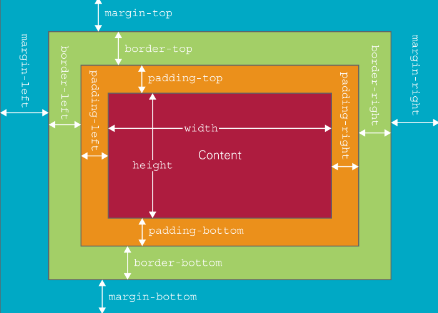 margin-top
border-top
padding-top
margin-left
border-left
padding-left
width
height
Content
padding-right
border-right
margin-right
padding-bottom
border-bottom
margin-bottom